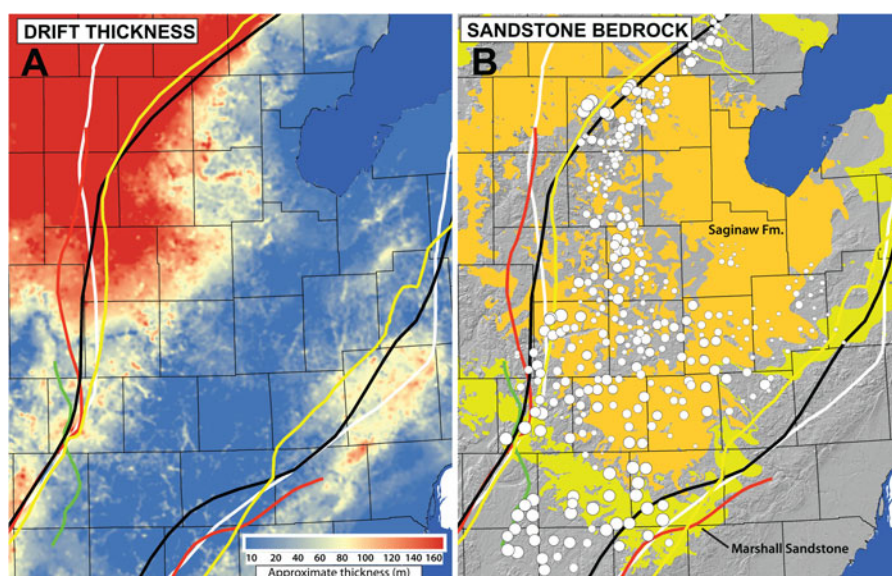 DRIFT THICKNESS
A
10 20 40 60 80 100 120 140 160
Approximate thickness (m)
SANDSTONE BEDROCK
B
Saginaw Fm.
Marshall Sandstone